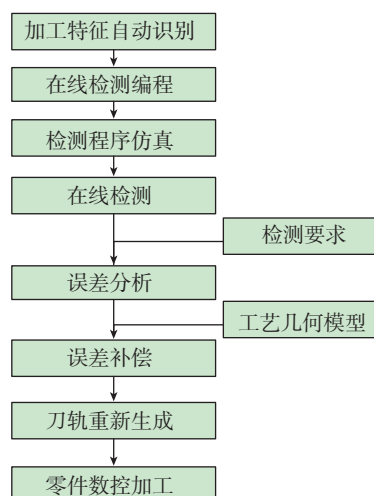 加工特征自动识别
在线检测编程
检测程序仿真
在线检测
检测要求
误差分析
工艺几何模型
误差补偿
刀轨重新生成
零件数控加工